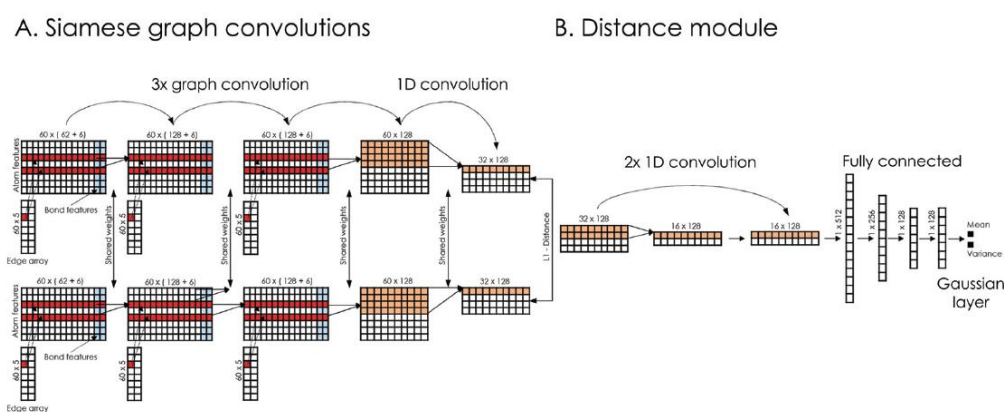 A. Siamese graph convolutions
B. Distance module
3x graph convolution
1D convolution
60 x ( 62 + 6)
60 x ( 128 + 6)
60 x ( 128 + 6)
60 x 128
Atom features
32 x 128
60 x 5
Bond features
60 x 5
60 x 5
Edge array
Shared weights
Shared weights
Shared weights
Shared weights
L1 - Distance
60 x ( 62 + 6)
60 x ( 128 + 6)
60 x ( 128 + 6)
60 x 128
32 x 128
Atom features
60 x 5
Bond features
60 x 5
60 x 5
Edge array
2x 1D convolution
Fully connected
32 x 128
16 x 128
16 x 128
1 x 512
1 x 256
1 x 128
1 x 128
Mean
Variance
Gaussian
layer